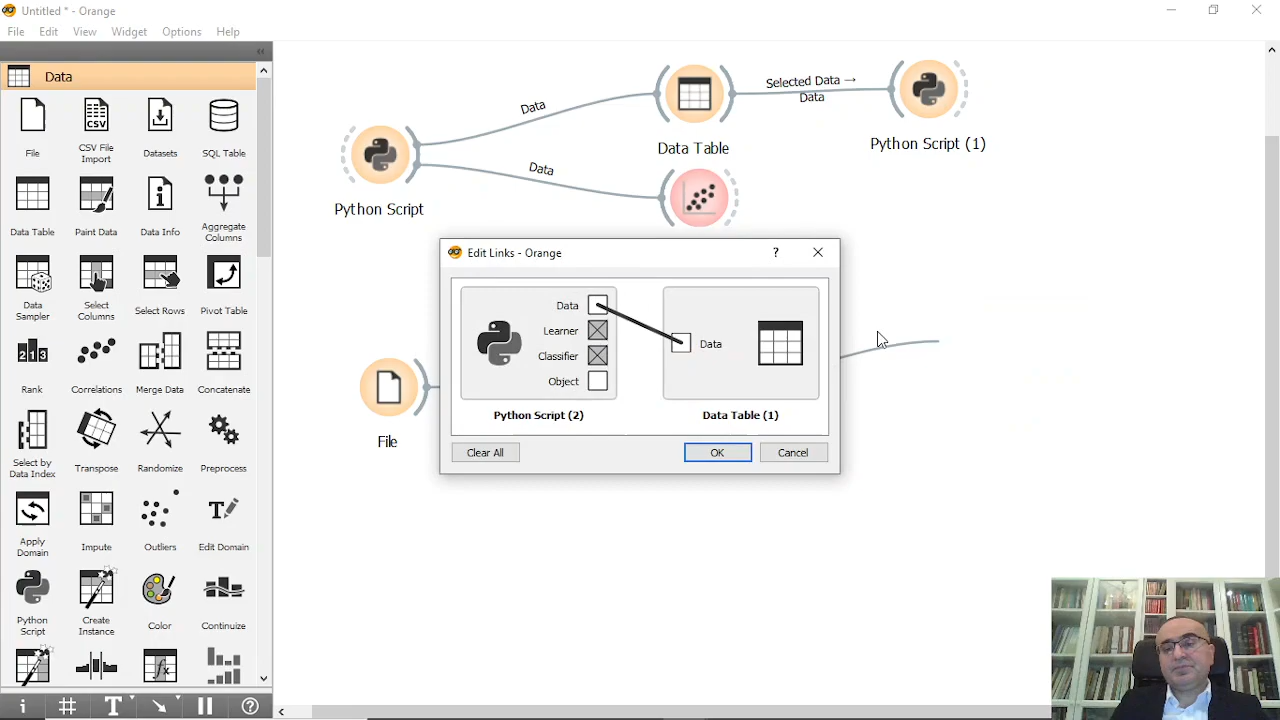 Untitled * - Orange
File Edit View Widget Options Help
Data
File
CSV File
Import
Datasets
SQL Table
Data Table
Paint Data
Data Info
Aggregate
Columns
Data
Sampler
Select
Columns
Select Rows
Pivot Table
Rank
Correlations
Merge Data
Concatenate
Select by
Data Index
Transpose
Randomize
Preprocess
Apply
Domain
Impute
Outliers
Edit Domain
Python
Script
Create
Instance
Color
Continuize
Python Script
Data
Data
Data Table
Selected Data →
Data
Python Script (1)
File
Edit Links - Orange
Data
Learner
Classifier
Object
Data
Python Script (2)
Data Table (1)
Clear All
OK
Cancel